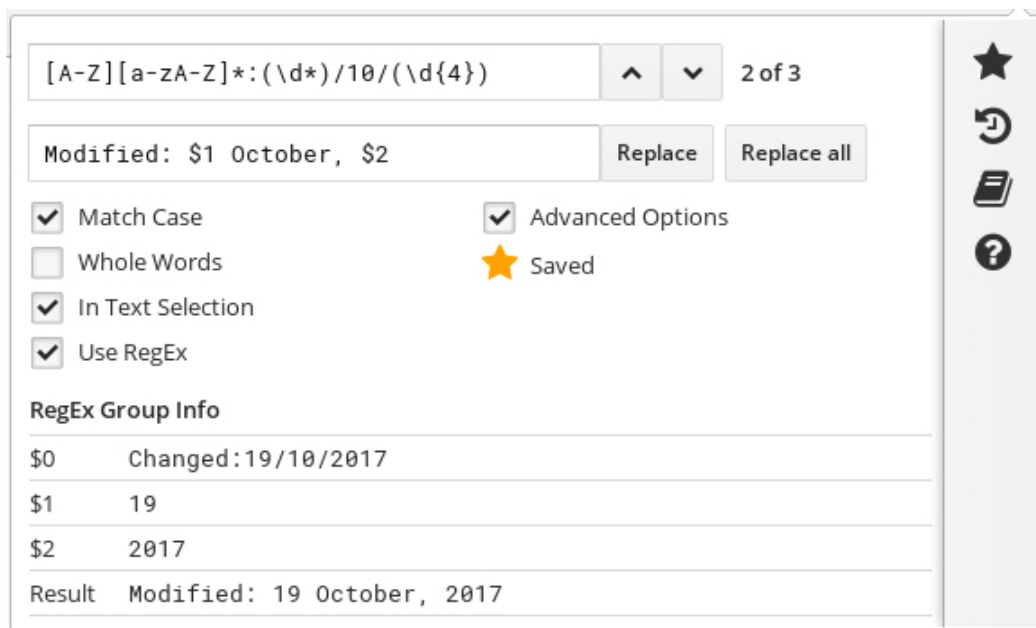 [A-Z][a-zA-Z]*:(\d*)/10/(\d{4})
2 of 3
Modified: $1 October, $2
Replace
Replace all
Match Case
Advanced Options
Whole Words
Saved
In Text Selection
Use RegEx
RegEx Group Info
$0 Changed:19/10/2017
$1 19
$2 2017
Result Modified: 19 October, 2017